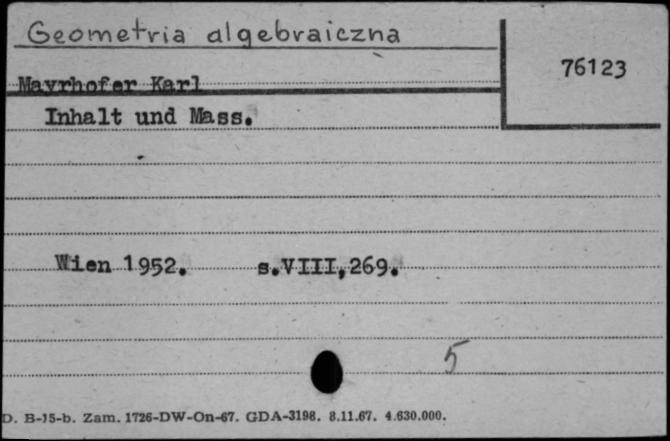 Geometria algebraiczna
76123
Mayrhofer Karl
Inhalt und Mass.
Wien 1952. s.VIII,269.
5
D. B-15-b. Zam. 1726-DW-On-67. GDA-3198. 8.11.67. 4.630.000.